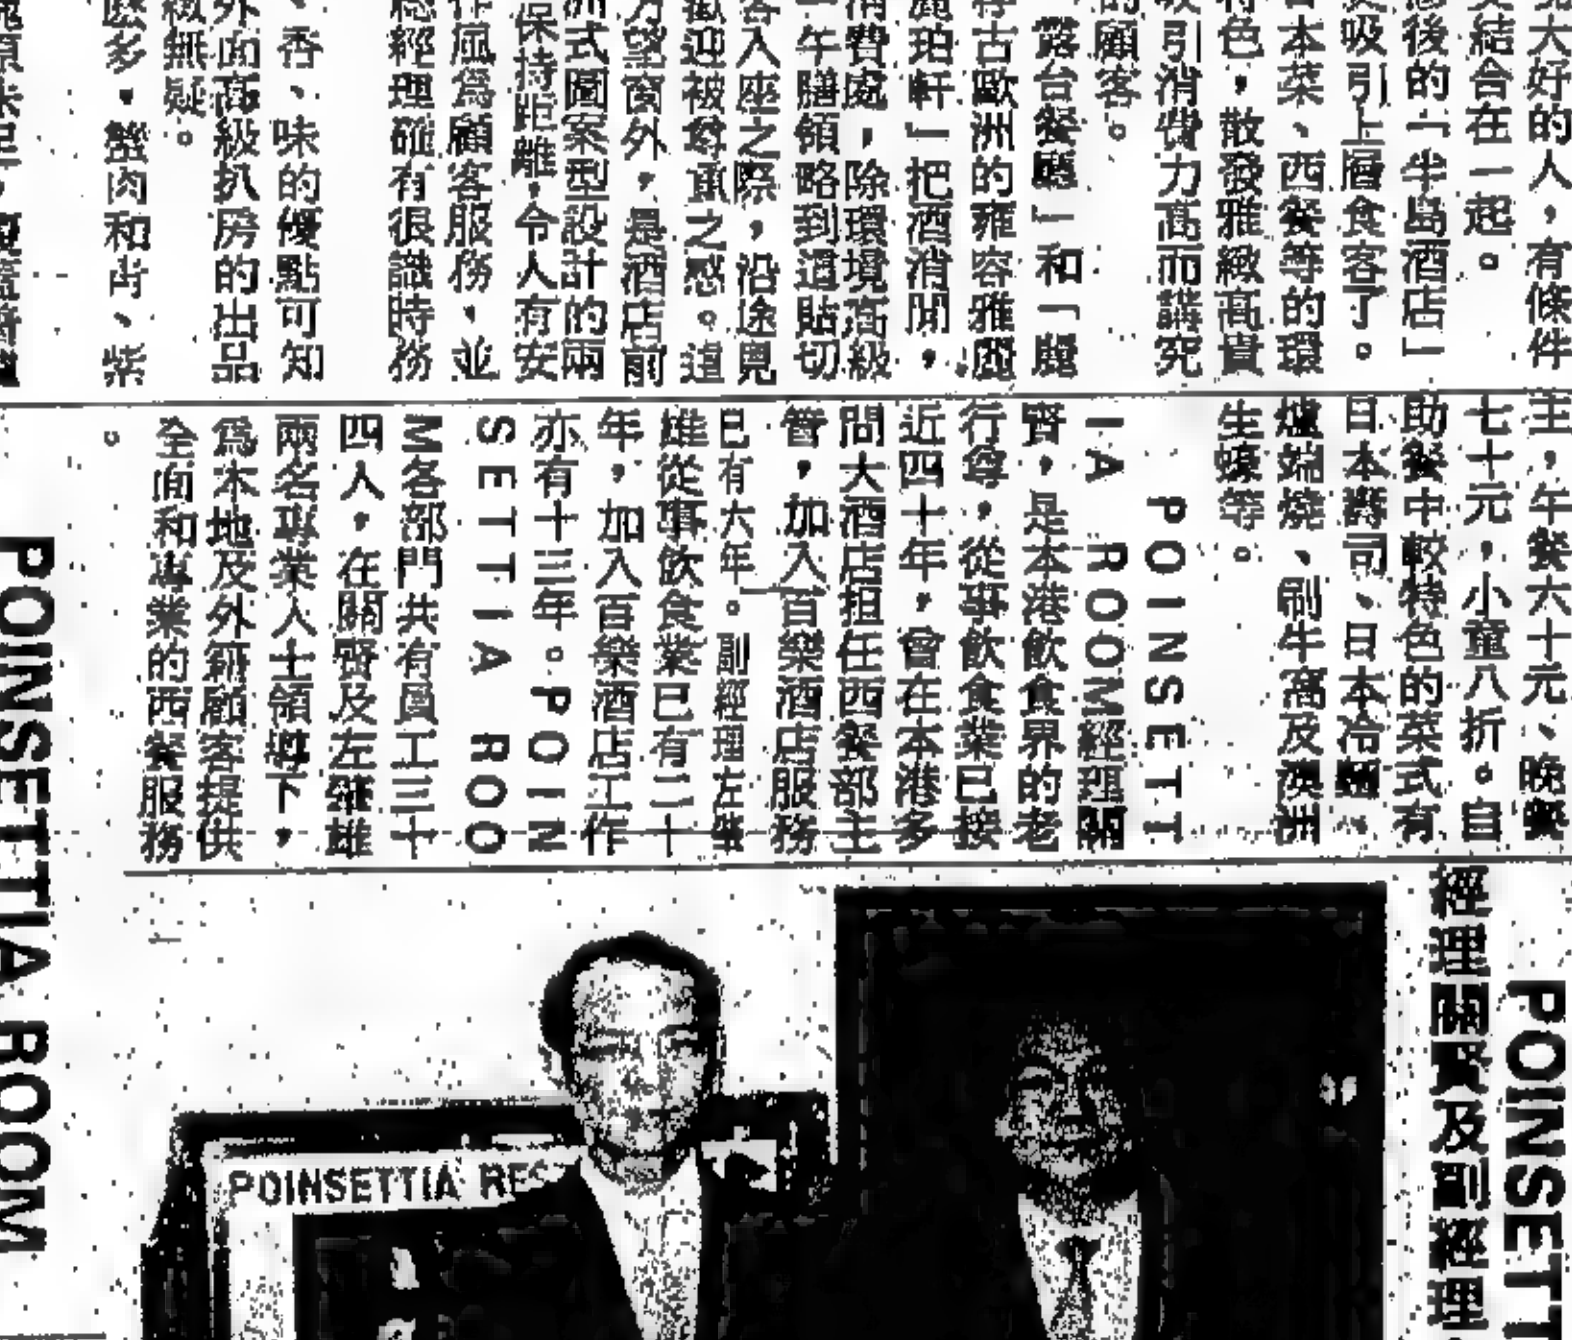 大好的人，有條件
結合在一起。
修後的「半島酒店」
吸引上層食客了。
日本菜、西餐等的環
特色，散發雅緻高貴
吸引消費力高而講究
的顧客。
露台餐廳」和「麗
存古歐洲的雍容雅
麗珀軒」把酒消閒，
消費處，除環境高級
午膳領略到這貼切
客入座之際，沿途見
歡迎被尊重之感。這
望窗外，是酒店前
洲式圖案型設計的兩
保持距離，令人有安
作風為顧客服務，並
總經理確有很識時務
、香、味的優點可知
外面高級扒房的出品
級無疑。
多，蟹肉和肯、紫
主，午餐六十元、晚餐
七十元，小童八折。自
助餐中較特色的菜式有
日本壽司、日本冷麵、
爐端燒、涮牛窩及澳洲
生蠔等。
POINSETT
IA ROOM經理關
賢，是本港飲食界的老
行尊，從事飲食業已接
近四十年，曾在本港多
間大酒店担任西餐部主
管，加入百樂酒店服務
已有六年。副經理左肇
雄從事飲食業已有二十
年，加入百樂酒店工作
亦有十三年。POIN
SETTIA ROO
M各部門共有員工三十
四人，在關賢及左肇雄
兩名專業人士領導下，
為本地及外籍顧客提供
全面和專業的西餐服務
。
POINSETT
經理關賢及副經理
POINSETTIA RES
POINSETTIA ROOM